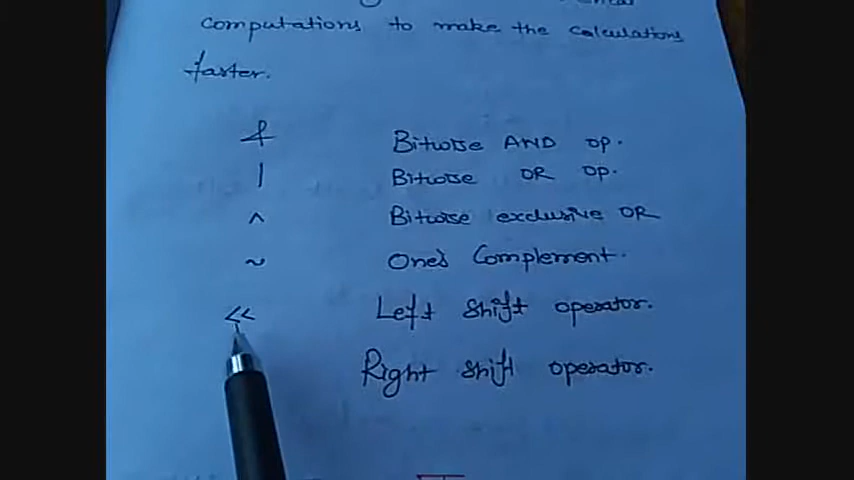 computations to make the calculations
faster.
& Bitwise AND op.
| Bitwise OR op.
^ Bitwise exclusive OR
~ One's Complement.
<< Left shift operator.
Right shift operator.